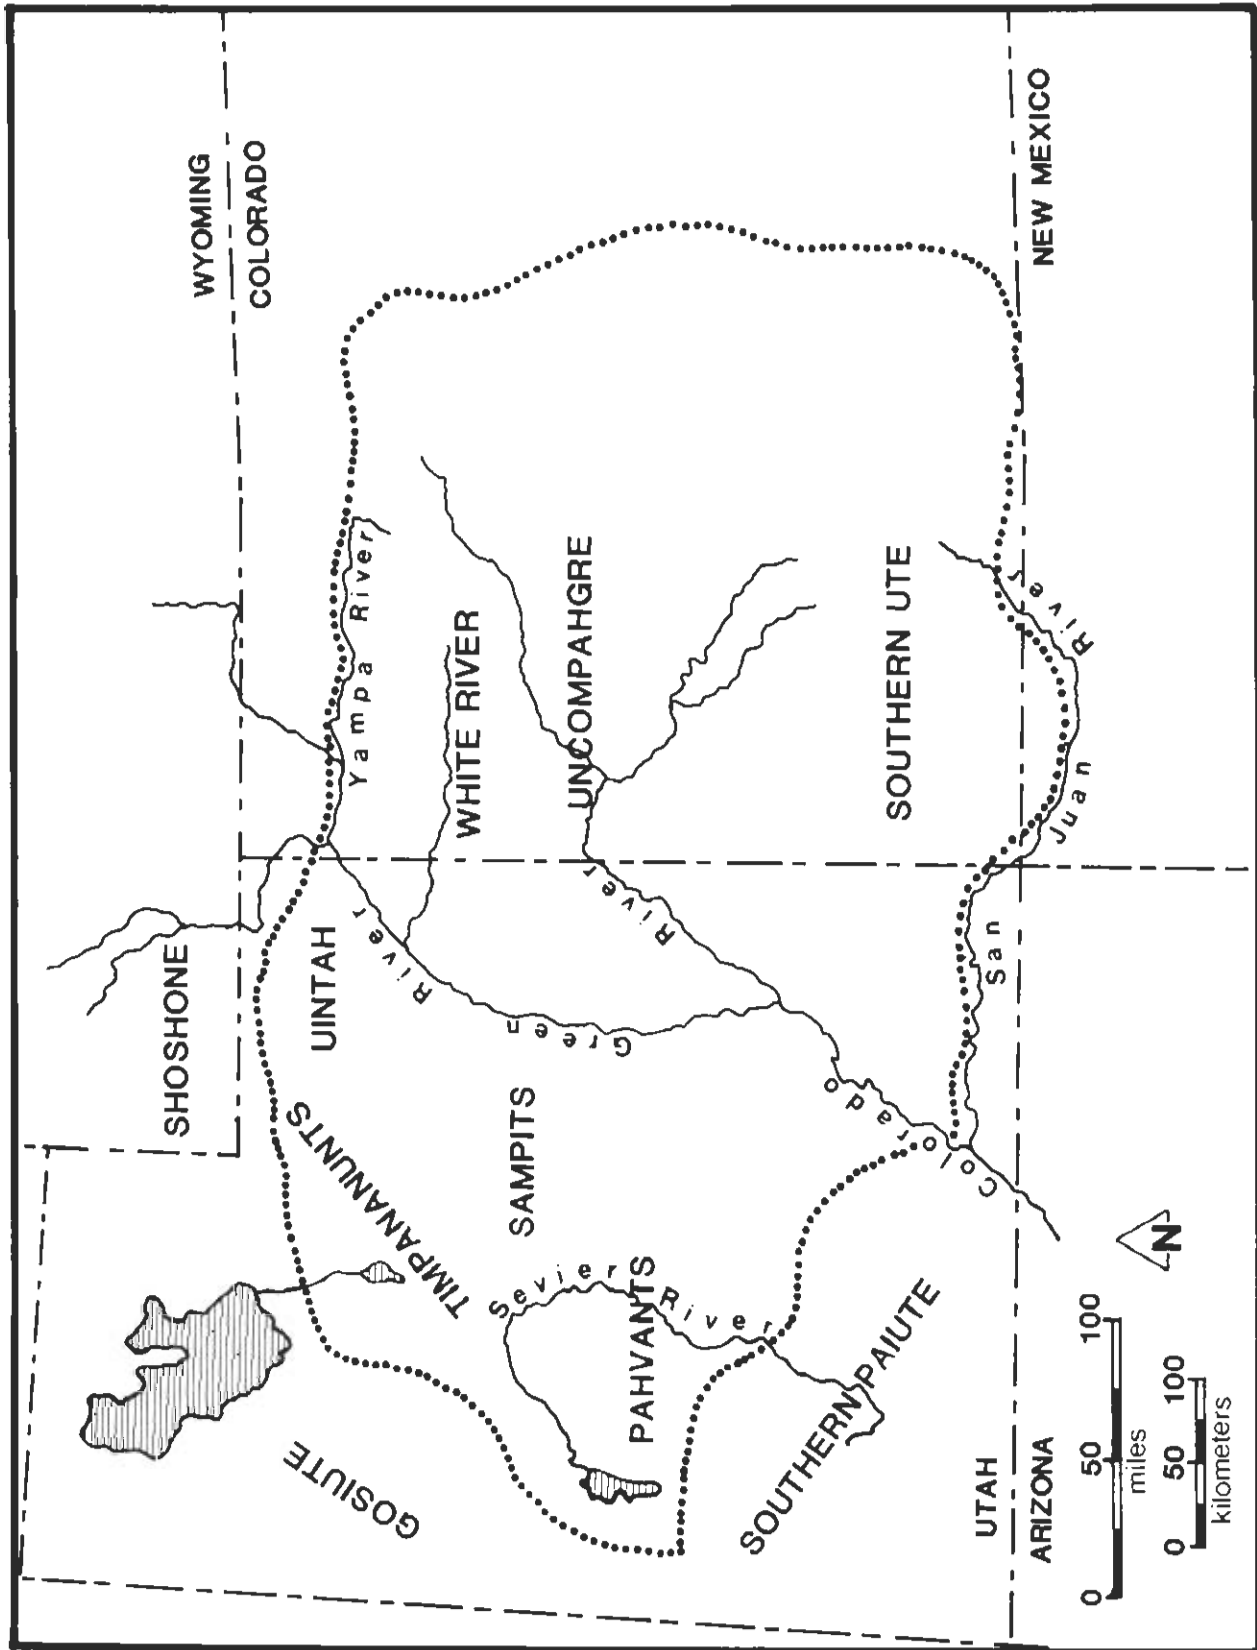 WYOMING
COLORADO
SHOSHONE
GOSIUTE
UINTAH
Yampa River
TIMPANANUNTS
WHITE RIVER
Green River
SAMPITS
UNCOMPAHGRE
Sevier River
PAHVANTS
Colorado River
SOUTHERN UTE
SOUTHERN PAIUTE
San Juan River
UTAH
ARIZONA
NEW MEXICO
0 50 100
miles
0 50 100
kilometers
N